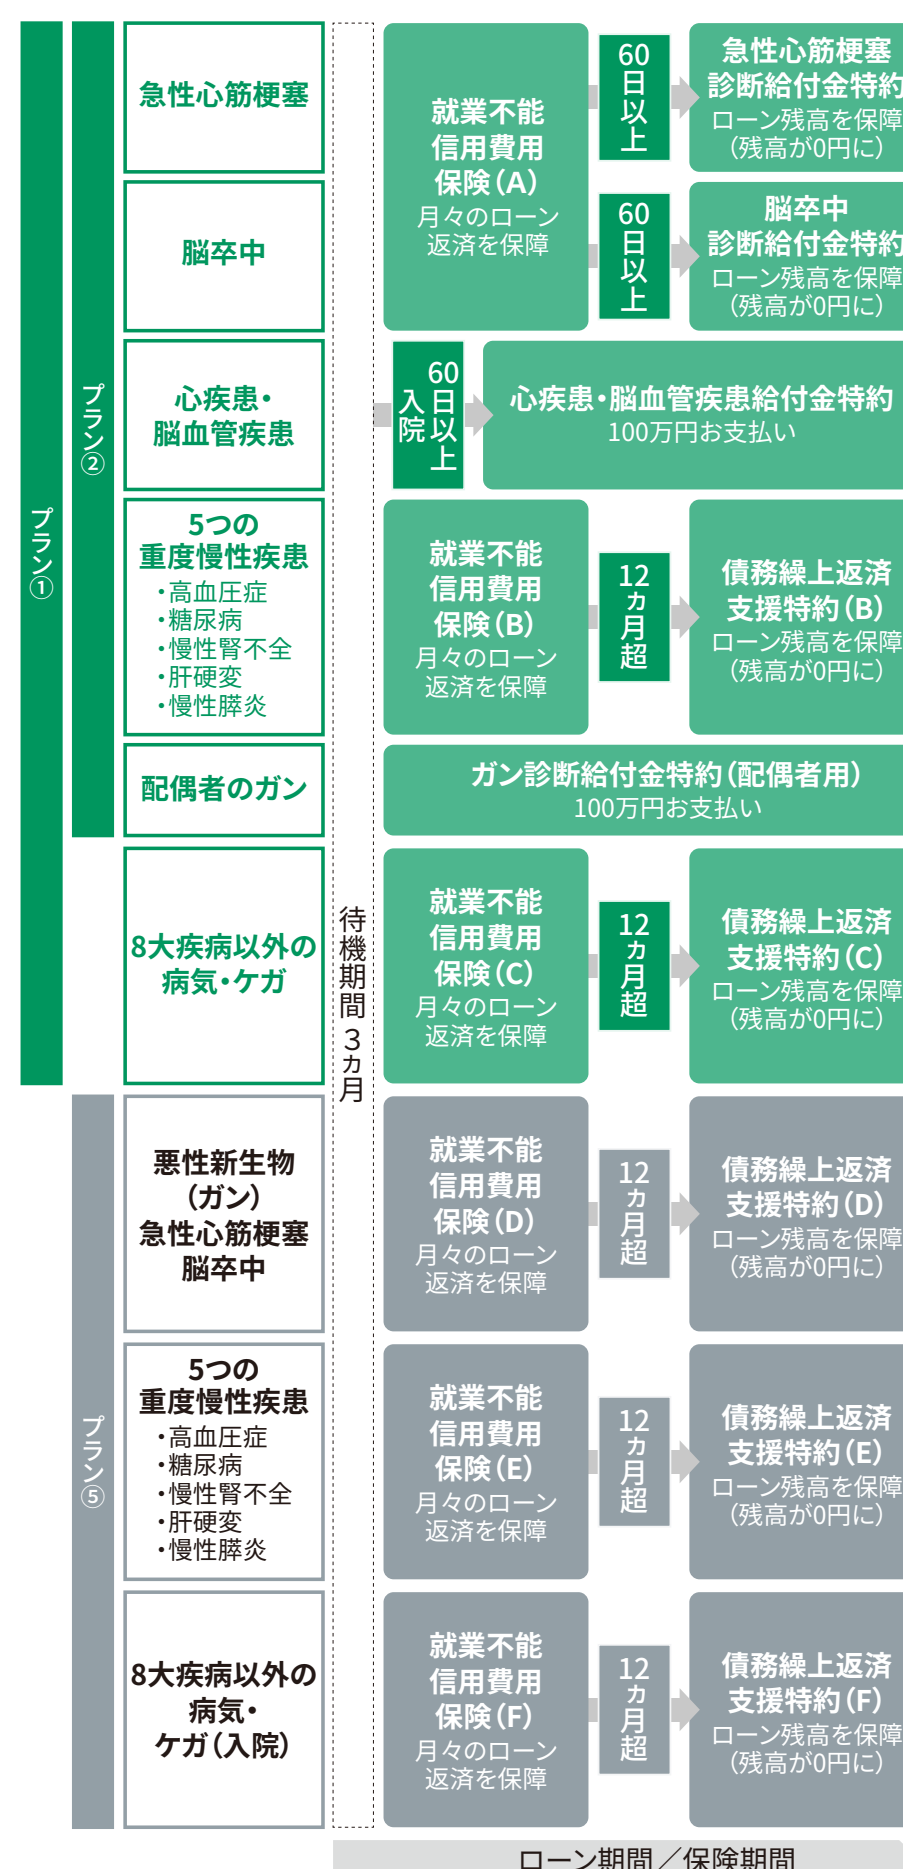 プラン①
プラン②
急性心筋梗塞
就業不能
信用費用
保険（A）
月々のローン
返済を保障
60日以上
急性心筋梗塞
診断給付金特約
ローン残高を保障
（残高が0円に）
脳卒中
60日以上
脳卒中
診断給付金特約
ローン残高を保障
（残高が0円に）
心疾患・
脳血管疾患
60日以上
入院
心疾患・脳血管疾患給付金特約
100万円お支払い
5つの
重度慢性疾患
・高血圧症
・糖尿病
・慢性腎不全
・肝硬変
・慢性膵炎
就業不能
信用費用
保険（B）
月々のローン
返済を保障
12ヵ月超
債務繰上返済
支援特約（B）
ローン残高を保障
（残高が0円に）
配偶者のガン
ガン診断給付金特約（配偶者用）
100万円お支払い
8大疾病以外の
病気・ケガ
待機期間3ヵ月
就業不能
信用費用
保険（C）
月々のローン
返済を保障
12ヵ月超
債務繰上返済
支援特約（C）
ローン残高を保障
（残高が0円に）
プラン⑤
悪性新生物
（ガン）
急性心筋梗塞
脳卒中
就業不能
信用費用
保険（D）
月々のローン
返済を保障
12ヵ月超
債務繰上返済
支援特約（D）
ローン残高を保障
（残高が0円に）
5つの
重度慢性疾患
・高血圧症
・糖尿病
・慢性腎不全
・肝硬変
・慢性膵炎
就業不能
信用費用
保険（E）
月々のローン
返済を保障
12ヵ月超
債務繰上返済
支援特約（E）
ローン残高を保障
（残高が0円に）
8大疾病以外の
病気・
ケガ（入院）
就業不能
信用費用
保険（F）
月々のローン
返済を保障
12ヵ月超
債務繰上返済
支援特約（F）
ローン残高を保障
（残高が0円に）
ローン期間／保険期間